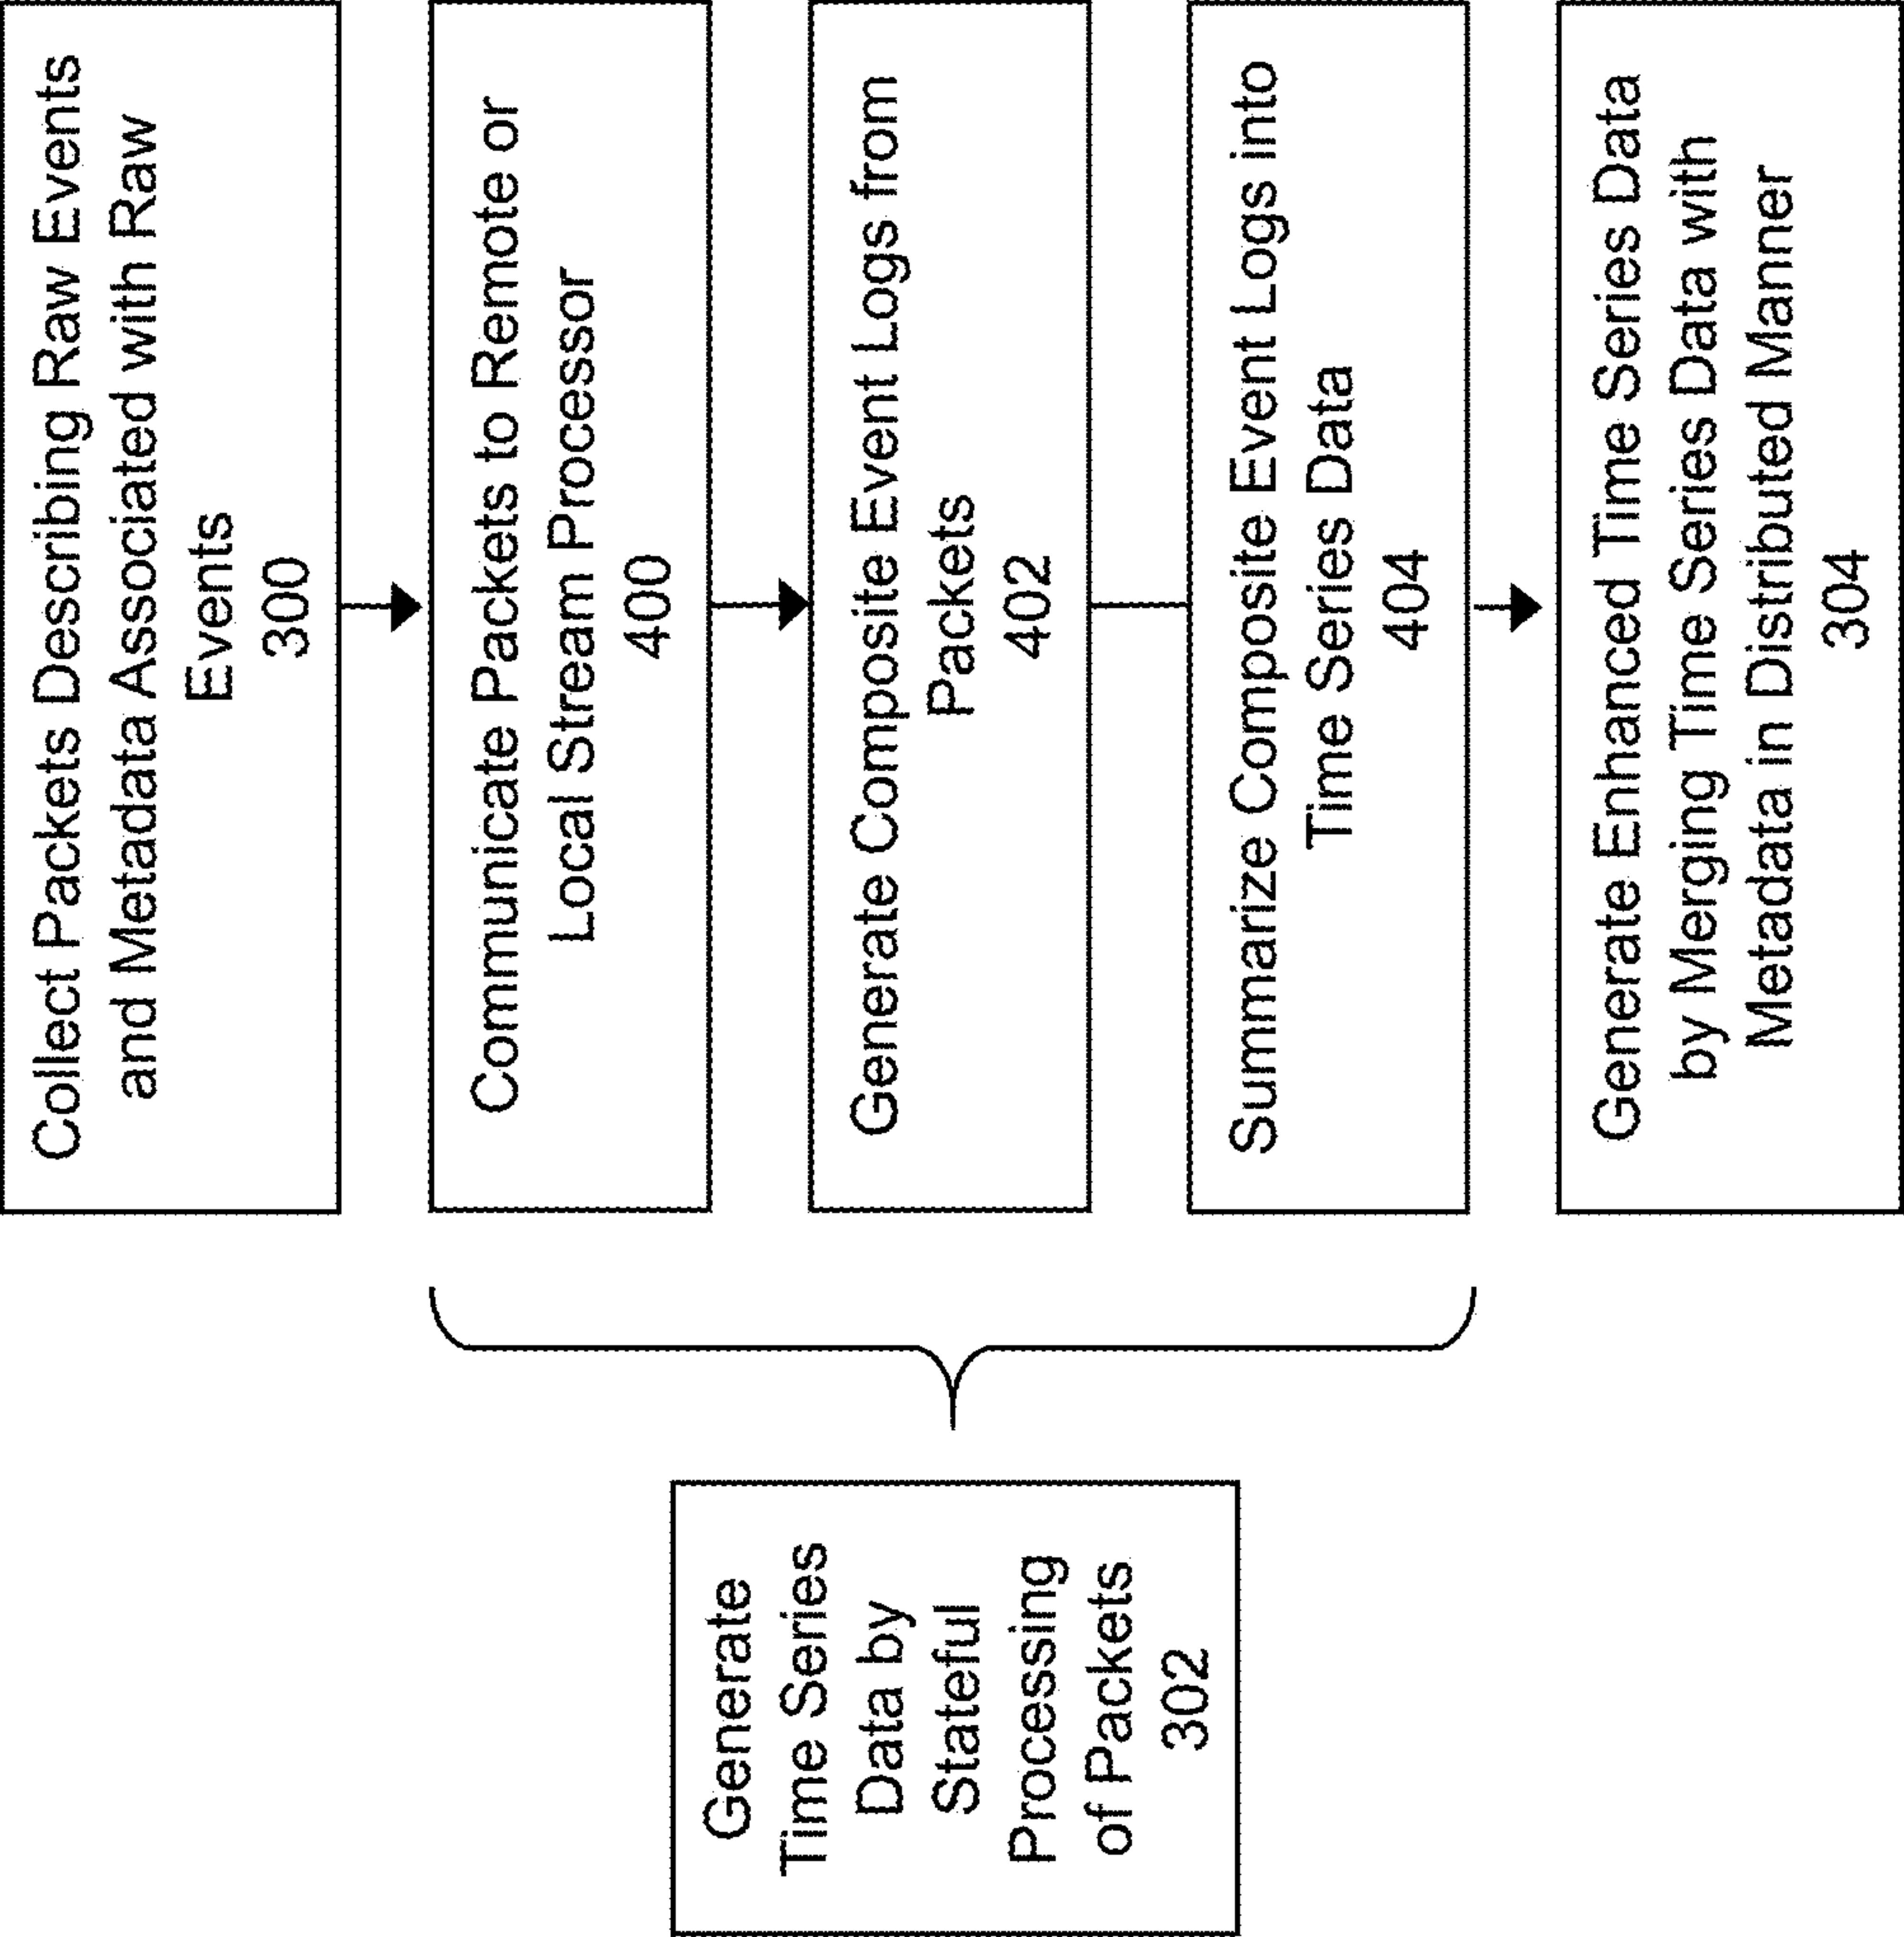 Collect Packets Describing Raw Events
and Metadata Associated with Raw
Events
300
Communicate Packets to Remote or
Local Stream Processor
400
Generate Composite Event Logs from
Packets
402
Summarize Composite Event Logs into
Time Series Data
404
Generate Enhanced Time Series Data
by Merging Time Series Data with
Metadata in Distributed Manner
304
Generate
Time Series
Data by
Stateful
Processing
of Packets
302